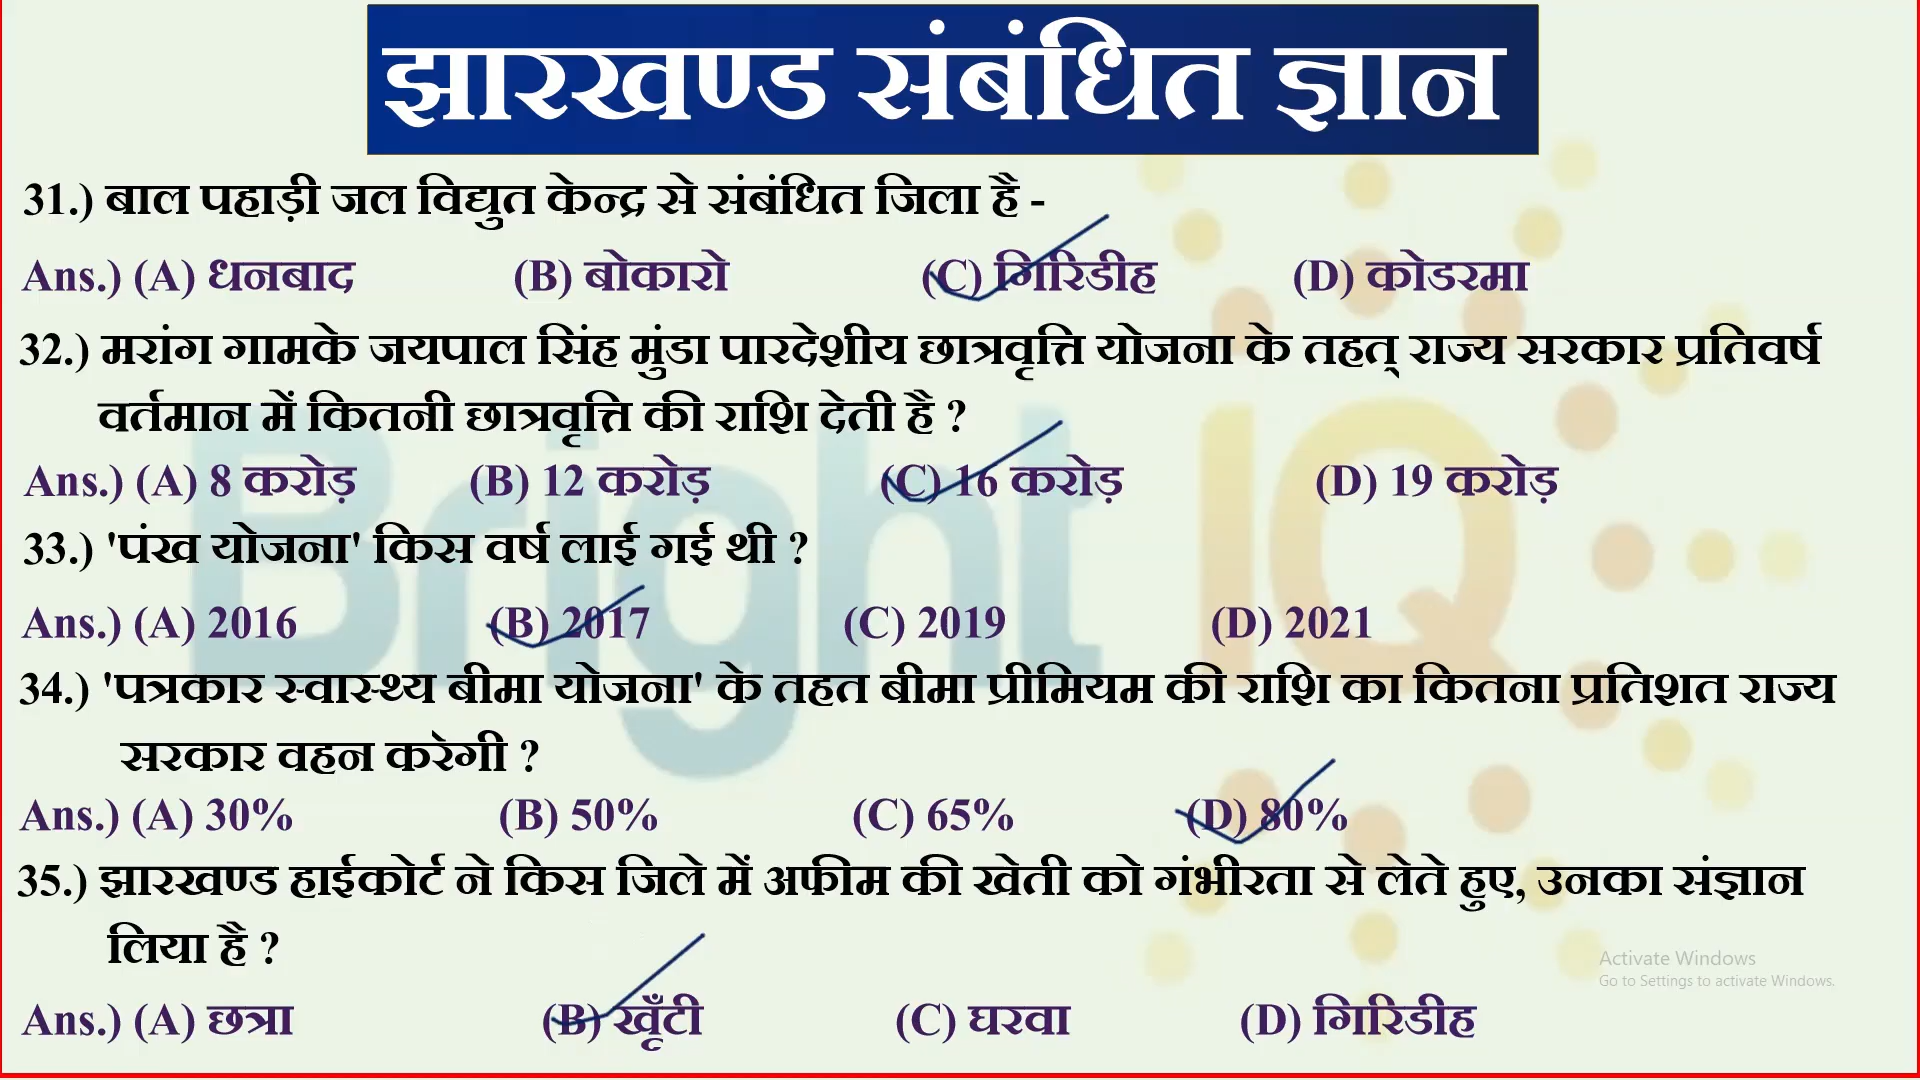 झारखण्ड संबंधित ज्ञान
31.) बाल पहाड़ी जल विद्युत केन्द्र से संबंधित जिला है -
Ans.) (A) धनबाद (B) बोकारो (C) गिरिडीह (D) कोडरमा
32.) मरांग गामके जयपाल सिंह मुंडा पारदेशीय छात्रवृत्ति योजना के तहत् राज्य सरकार प्रतिवर्ष
वर्तमान में कितनी छात्रवृत्ति की राशि देती है ?
Ans.) (A) 8 करोड़ (B) 12 करोड़ (C) 16 करोड़ (D) 19 करोड़
33.) 'पंख योजना' किस वर्ष लाई गई थी ?
Ans.) (A) 2016 (B) 2017 (C) 2019 (D) 2021
34.) 'पत्रकार स्वास्थ्य बीमा योजना' के तहत बीमा प्रीमियम की राशि का कितना प्रतिशत राज्य
सरकार वहन करेगी ?
Ans.) (A) 30% (B) 50% (C) 65% (D) 80%
35.) झारखण्ड हाईकोर्ट ने किस जिले में अफीम की खेती को गंभीरता से लेते हुए, उनका संज्ञान
लिया है ?
Ans.) (A) छत्रा (B) खूँटी (C) घरवा (D) गिरिडीह
Bright IQ
Activate Windows
Go to Settings to activate Windows.